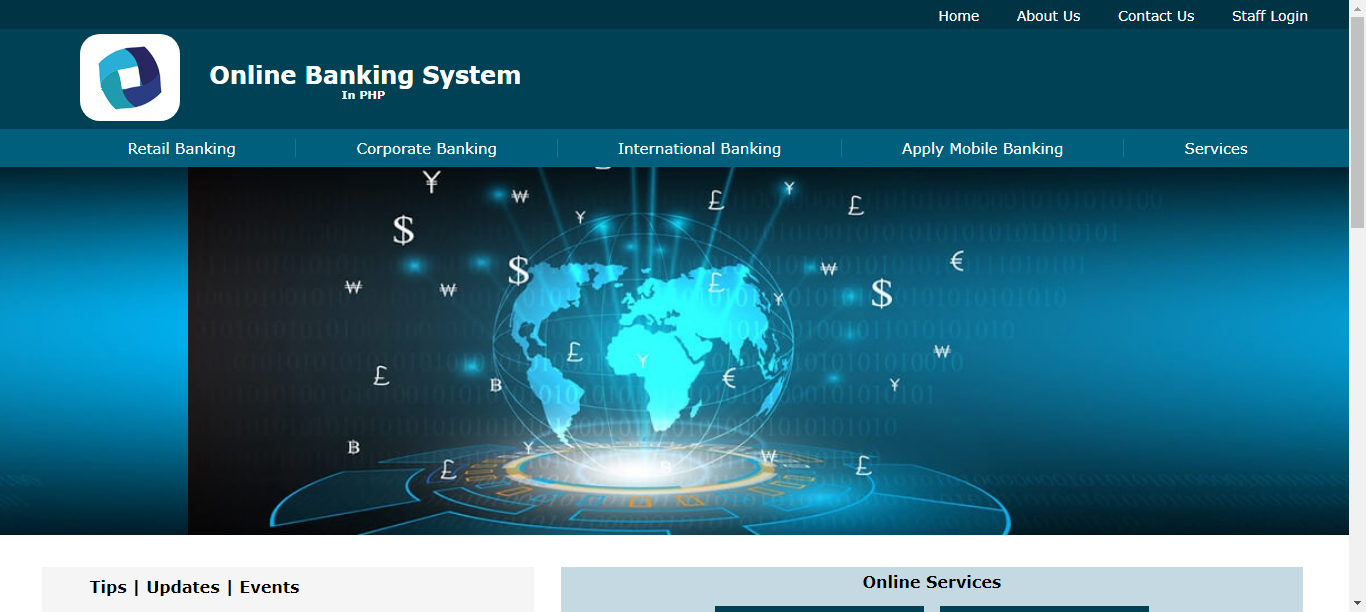 Home About Us Contact Us Staff Login
Online Banking System
In PHP
Retail Banking Corporate Banking International Banking Apply Mobile Banking Services
Tips | Updates | Events
Online Services